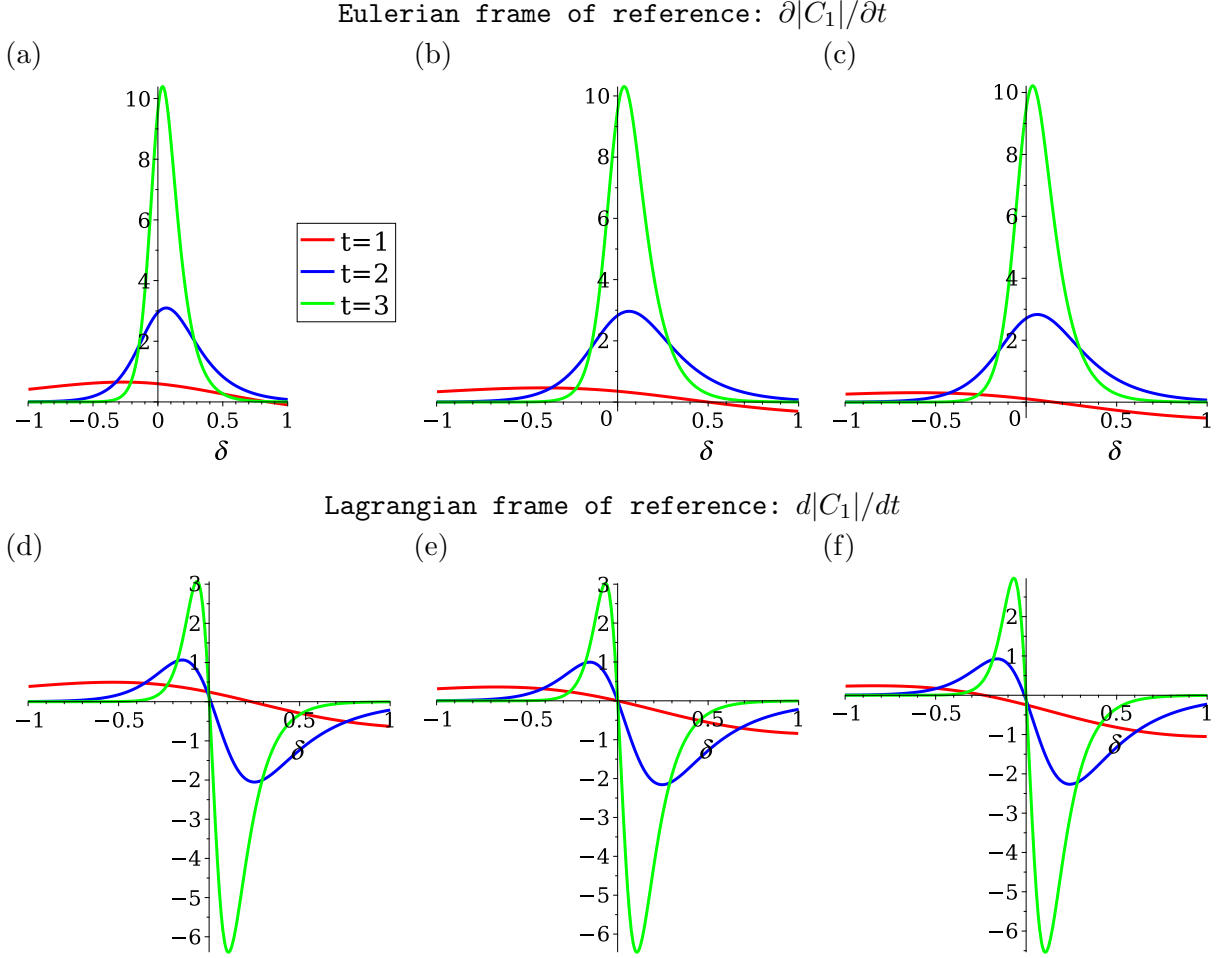 Eulerian frame of reference: ∂|C₁|/∂t
(a) (b) (c)
10 8 6 4 2
−1 −0.5 0 0.5 1
δ
t=1
t=2
t=3
10 8 6 4 2
−1 −0.5 0 0.5 1
δ
10 8 6 4 2
−1 −0.5 0 0.5 1
δ
Lagrangian frame of reference: d|C₁|/dt
(d) (e) (f)
3 2 1
−1 −0.5 0.5 1
δ
−1 −2 −3 −4 −5 −6
3 2 1
−1 −0.5 0 0.5 1
δ
−1 −2 −3 −4 −5 −6
2 1
−1 −0.5 0 0.5 1
δ
−1 −2 −3 −4 −5 −6